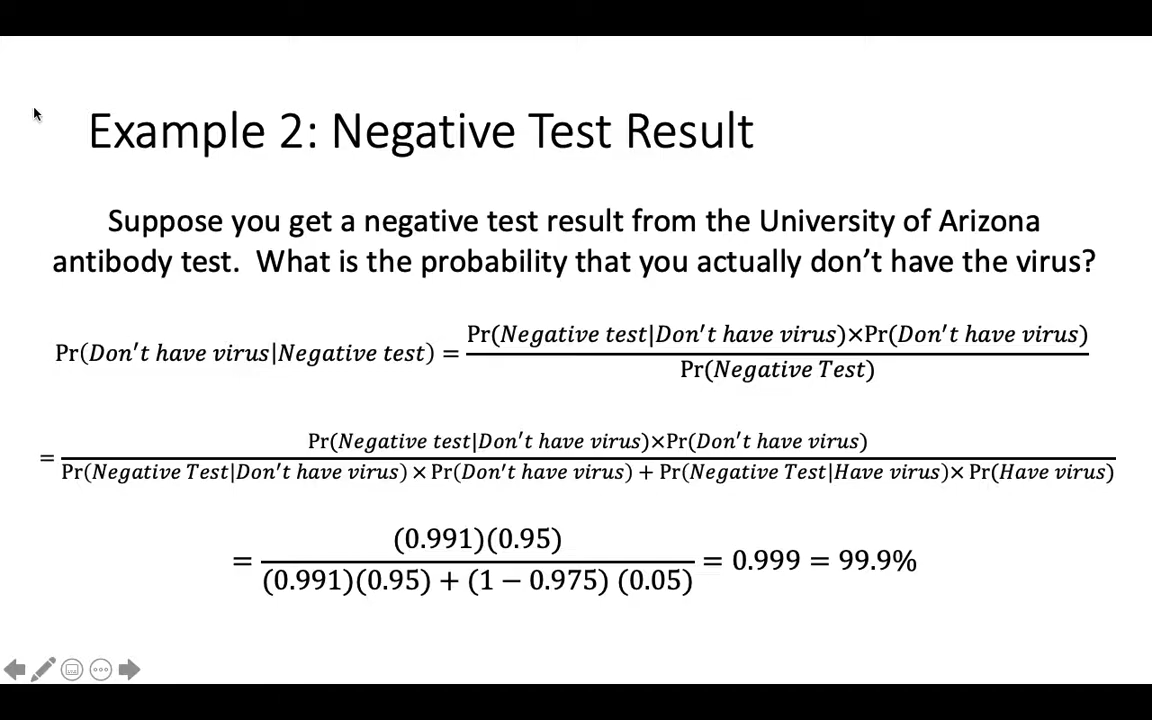 Example 2: Negative Test Result
Suppose you get a negative test result from the University of Arizona
antibody test.  What is the probability that you actually don’t have the virus?
Pr(Don′t have virus|Negative test) = Pr(Negative test|Don′t have virus)×Pr(Don′t have virus)
Pr(Negative Test)
= Pr(Negative test|Don′t have virus)×Pr(Don′t have virus)
Pr(Negative Test|Don′t have virus) × Pr(Don′t have virus) + Pr(Negative Test|Have virus)× Pr(Have virus)
= (0.991)(0.95)
(0.991)(0.95) + (1 − 0.975) (0.05) = 0.999 = 99.9%